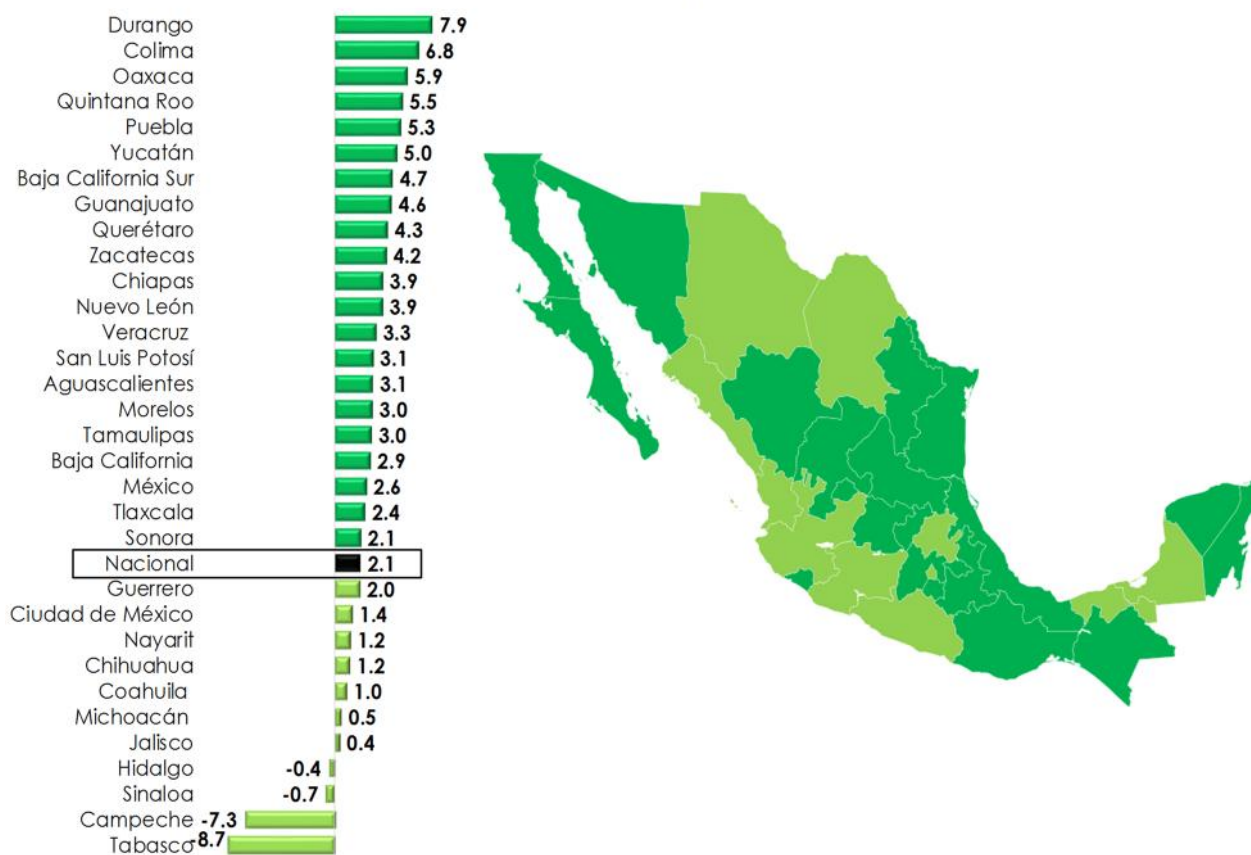 Durango 7.9
Colima 6.8
Oaxaca 5.9
Quintana Roo 5.5
Puebla 5.3
Yucatán 5.0
Baja California Sur 4.7
Guanajuato 4.6
Querétaro 4.3
Zacatecas 4.2
Chiapas 3.9
Nuevo León 3.9
Veracruz 3.3
San Luis Potosí 3.1
Aguascalientes 3.1
Morelos 3.0
Tamaulipas 3.0
Baja California 2.9
México 2.6
Tlaxcala 2.4
Sonora 2.1
Nacional 2.1
Guerrero 2.0
Ciudad de México 1.4
Nayarit 1.2
Chihuahua 1.2
Coahuila 1.0
Michoacán 0.5
Jalisco 0.4
Hidalgo -0.4
Sinaloa -0.7
Campeche -7.3
Tabasco -8.7